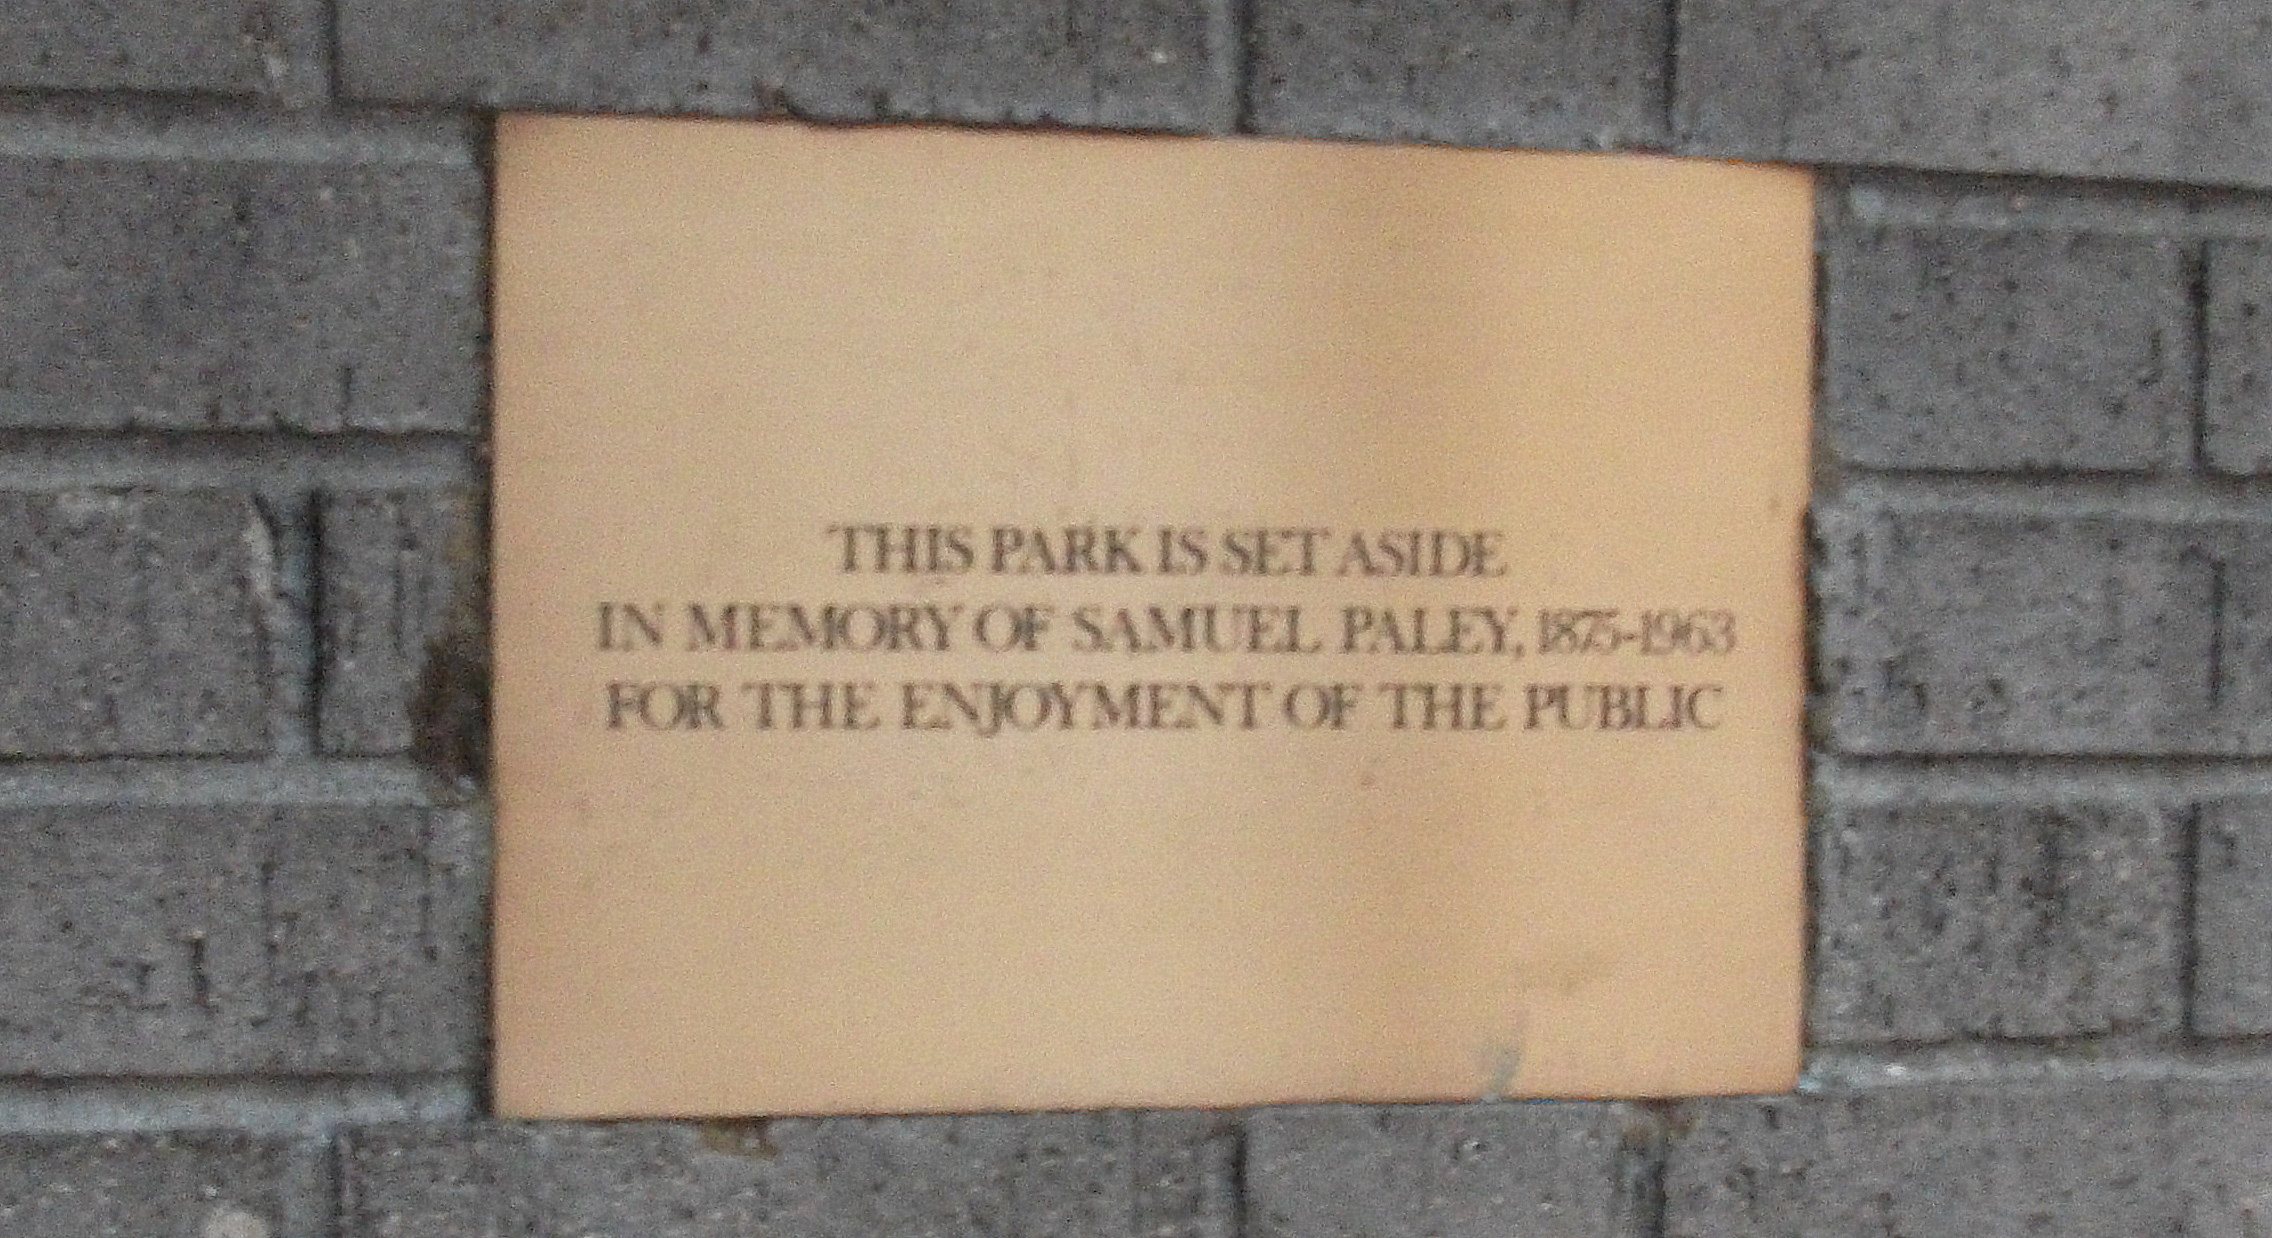 THIS PARK IS SET ASIDE
IN MEMORY OF SAMUEL PALEY, 1875-1963
FOR THE ENJOYMENT OF THE PUBLIC